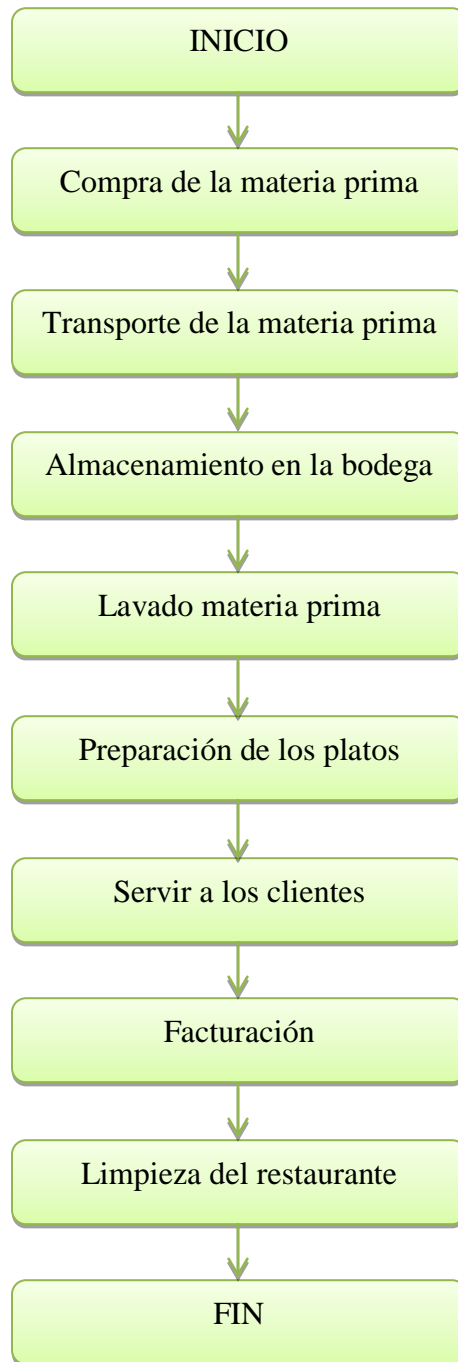 INICIO
Compra de la materia prima
Transporte de la materia prima
Almacenamiento en la bodega
Lavado materia prima
Preparación de los platos
Servir a los clientes
Facturación
Limpieza del restaurante
FIN